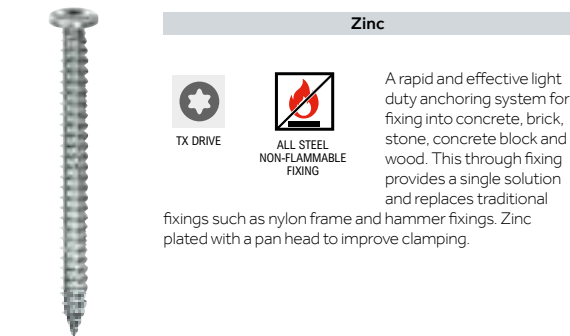 Zinc
TX DRIVE
ALL STEEL
NON-FLAMMABLE
FIXING
A rapid and effective light
duty anchoring system for
fixing into concrete, brick,
stone, concrete block and
wood. This through fixing
provides a single solution
and replaces traditional
fixings such as nylon frame and hammer fixings. Zinc
plated with a pan head to improve clamping.